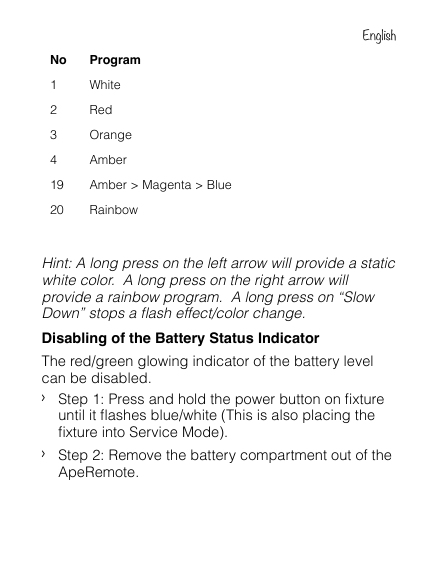 English
No Program
1 White
2 Red
3 Orange
4 Amber
19 Amber > Magenta > Blue
20 Rainbow
Hint: A long press on the left arrow will provide a static
white color.  A long press on the right arrow will
provide a rainbow program.  A long press on “Slow
Down” stops a flash effect/color change.
Disabling of the Battery Status Indicator
The red/green glowing indicator of the battery level
can be disabled.
› Step 1: Press and hold the power button on fixture
until it flashes blue/white (This is also placing the
fixture into Service Mode).
› Step 2: Remove the battery compartment out of the
ApeRemote.